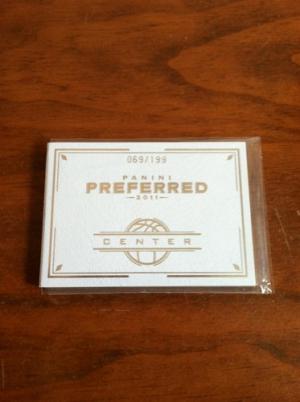 069/199
PANINI
PREFERRED
-2011-
CENTER